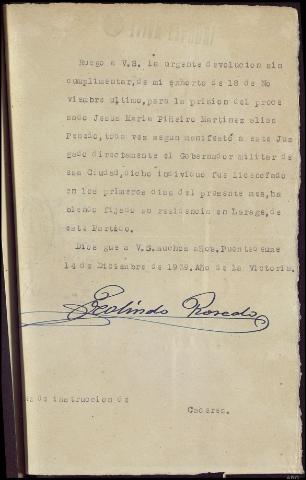 Ruego a V.S. la urgente devolucion sin
cumplimentar, de mi exhorto de 18 de No
viembre ultimo, para la prision del proce
sado Jesus Maria Piñeiro Martinez alias
Penedo, toda vez segun manifestó a este Juz
gado directamente el Gobernador militar de
esa Ciudad, dicho individuo fue licenciado
en los primeros dias del presente mes, ha
biendo fijado su residencia en Larage, de
este Partido.
Dios gue a V.S. muchos años. Puentedeume
14 de Diciembre de 1939. Año de la Victoria.
de instruccion de
Caceres.